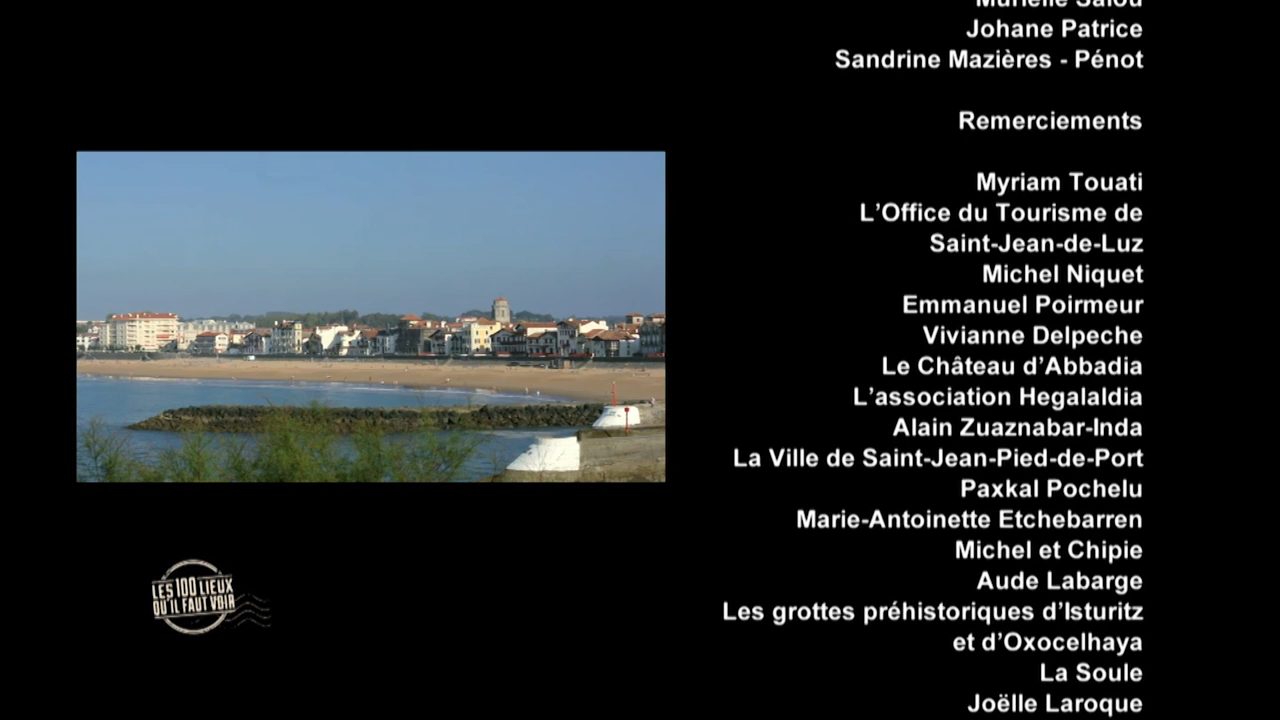 Johane Patrice
Sandrine Mazières - Pénot
Remerciements
Myriam Touati
L'Office du Tourisme de
Saint-Jean-de-Luz
Michel Niquet
Emmanuel Poirmeur
Vivianne Delpeche
Le Château d'Abbadia
L'association Hegalaldia
Alain Zuaznabar-Inda
La Ville de Saint-Jean-Pied-de-Port
Paxkal Pochelu
Marie-Antoinette Etchebarren
Michel et Chipie
Aude Labarge
Les grottes préhistoriques d'Isturitz
et d'Oxocelhaya
La Soule
Joëlle Laroque
LES 100 LIEUX
QU'IL FAUT VOIR